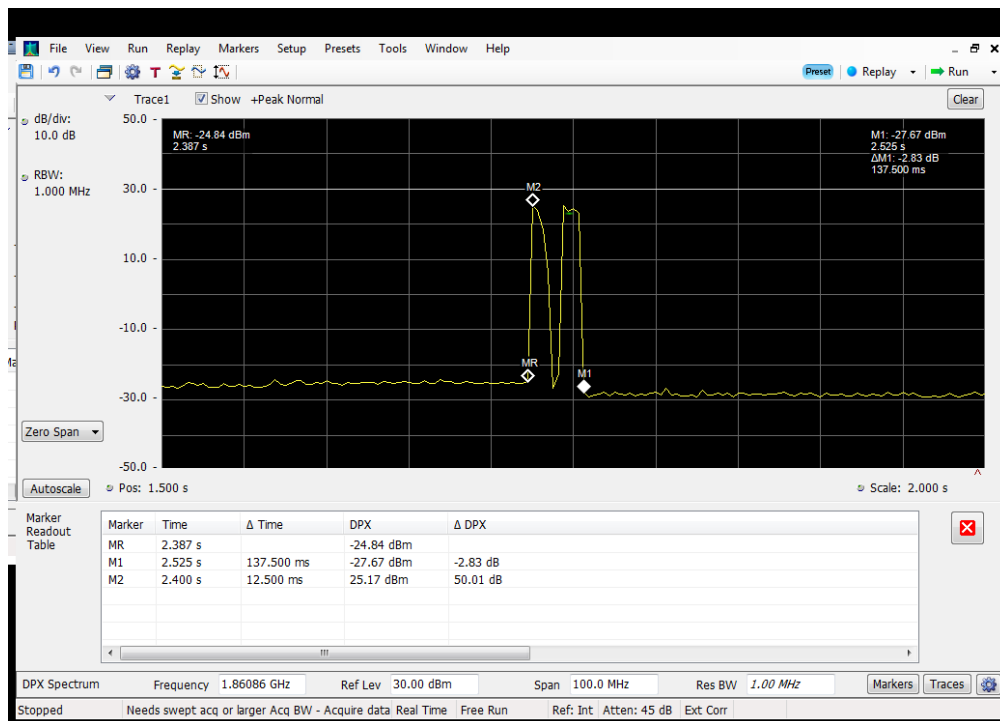 File View Run Replay Markers Setup Presets Tools Window Help
T Preset Replay Run
Trace1 Show +Peak Normal Clear
dB/div:
10.0 dB
RBW:
1.000 MHz
50.0
30.0
10.0
-10.0
-30.0
-50.0
MR: -24.84 dBm
2.387 s
M1: -27.67 dBm
2.525 s
ΔM1: -2.83 dB
137.500 ms
M2
MR
M1
Zero Span
Autoscale Pos: 1.500 s Scale: 2.000 s
Marker
Readout
Table
Marker Time Δ Time DPX Δ DPX
MR 2.387 s -24.84 dBm
M1 2.525 s 137.500 ms -27.67 dBm -2.83 dB
M2 2.400 s 12.500 ms 25.17 dBm 50.01 dB
DPX Spectrum Frequency 1.86086 GHz Ref Lev 30.00 dBm Span 100.0 MHz Res BW 1.00 MHz Markers Traces
Stopped Needs swept acq or larger Acq BW - Acquire data Real Time Free Run Ref: Int Atten: 45 dB Ext Corr